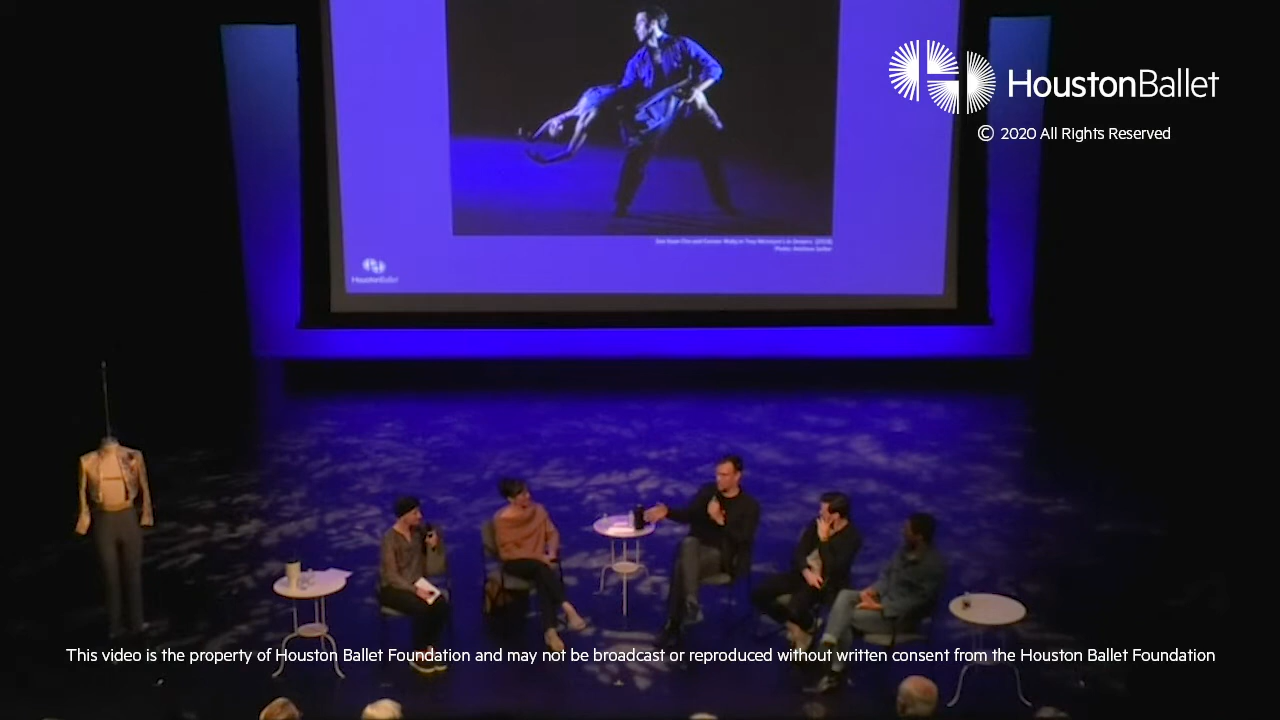 HoustonBallet
© 2020 All Rights Reserved
HoustonBallet
This video is the property of Houston Ballet Foundation and may not be broadcast or reproduced without written consent from the Houston Ballet Foundation